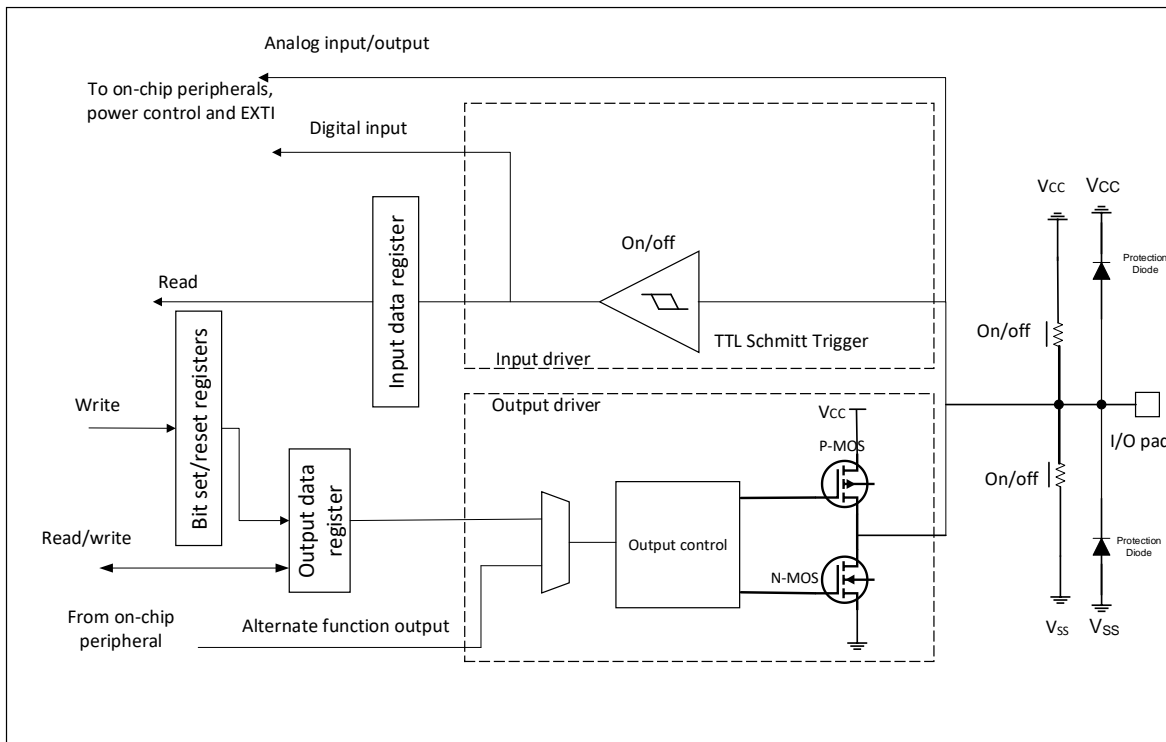 Analog input/output
To on-chip peripherals,
power control and EXTI
Digital input
Input data register
On/off
TTL Schmitt Trigger
Input driver
Read
Bit set/reset registers
Write
Output data
register
Read/write
From on-chip
peripheral
Alternate function output
Output driver
Output control
VCC
P-MOS
N-MOS
VCC
VCC
Protection
Diode
On/off
On/off
I/O pad
Protection
Diode
VSS
VSS